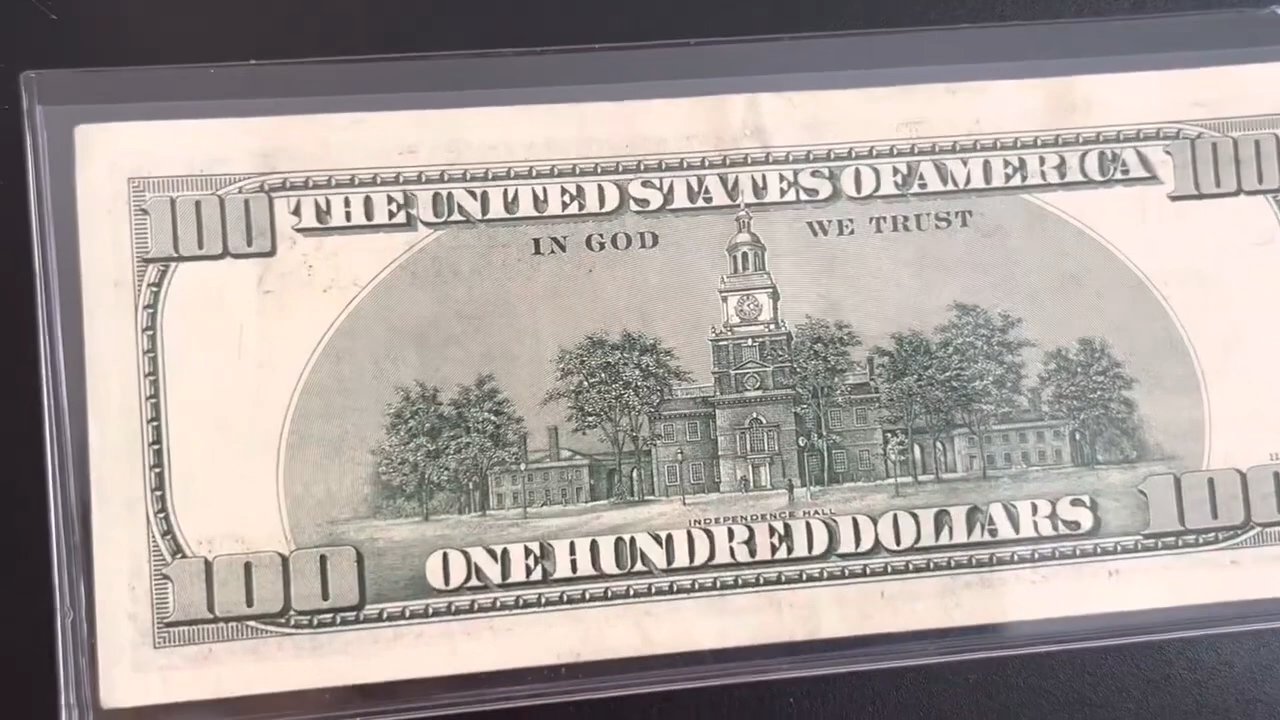 100 THE UNITED STATES OF AMERICA 100
IN GOD WE TRUST
INDEPENDENCE HALL
100 ONE HUNDRED DOLLARS 100